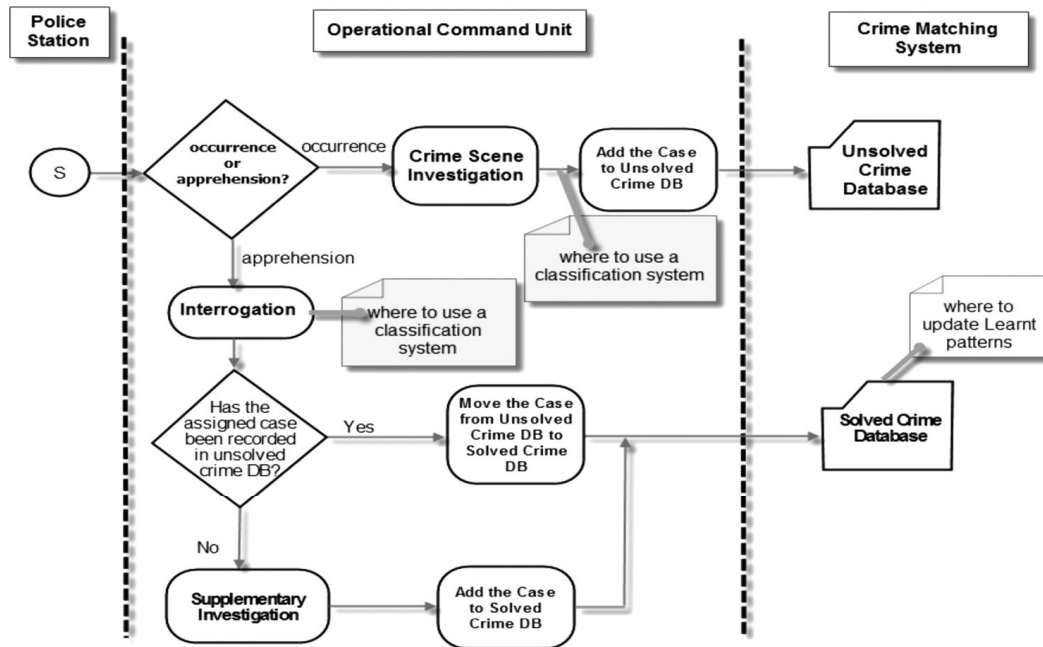 Police
Station
Operational Command Unit
Crime Matching
System
S
occurrence
or
apprehension?
occurrence
Crime Scene
Investigation
Add the Case
to Unsolved
Crime DB
Unsolved
Crime
Database
where to use a
classification system
apprehension
Interrogation
where to use a
classification
system
where to
update Learnt
patterns
Has the
assigned case
been recorded
in unsolved
crime DB?
Yes
Move the Case
from Unsolved
Crime DB to
Solved Crime
DB
Solved Crime
Database
No
Supplementary
Investigation
Add the Case
to Solved
Crime DB